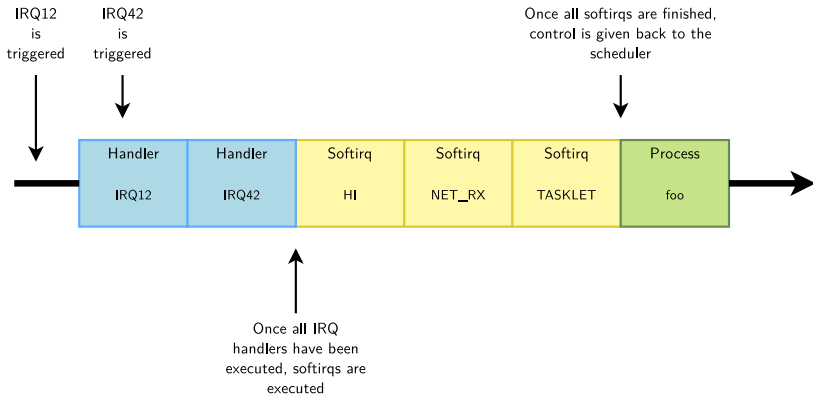 IRQ12
is
triggered
IRQ42
is
triggered
Once all softirqs are finished,
control is given back to the
scheduler
Handler
IRQ12
Handler
IRQ42
Softirq
HI
Softirq
NET_RX
Softirq
TASKLET
Process
foo
Once all IRQ
handlers have been
executed, softirqs are
executed